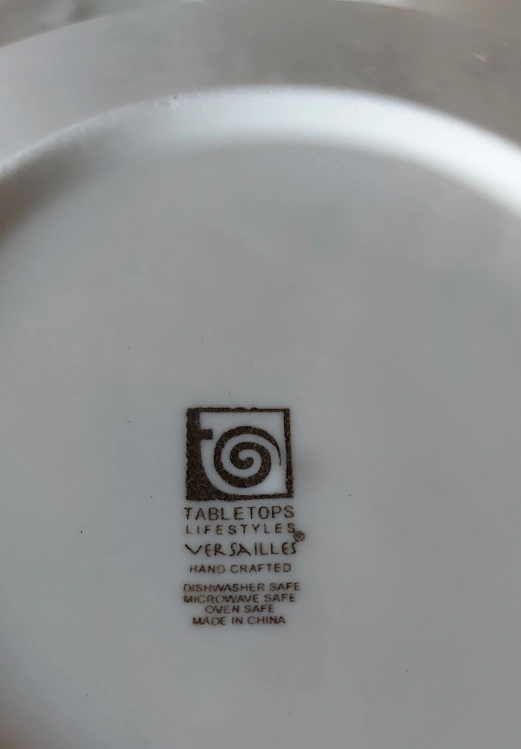 TABLETOPS
LIFESTYLES®
VERSAILLES
HAND CRAFTED
DISHWASHER SAFE
MICROWAVE SAFE
OVEN SAFE
MADE IN CHINA